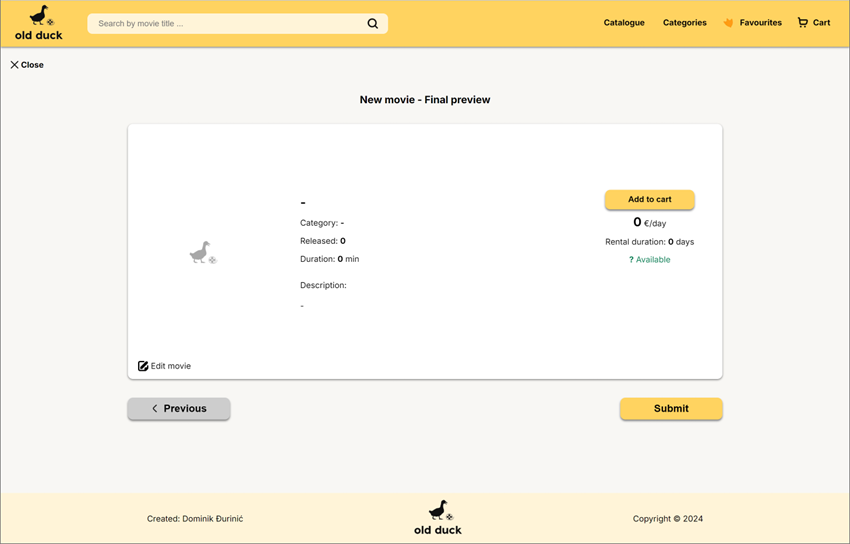 old duck
Search by movie title ...
Catalogue
Categories
Favourites
Cart
Close
New movie - Final preview
-
Category: -
Released: 0
Duration: 0 min
Description:
-
Add to cart
0 €/day
Rental duration: 0 days
? Available
Edit movie
Previous
Submit
Created: Dominik Đurinić
old duck
Copyright © 2024